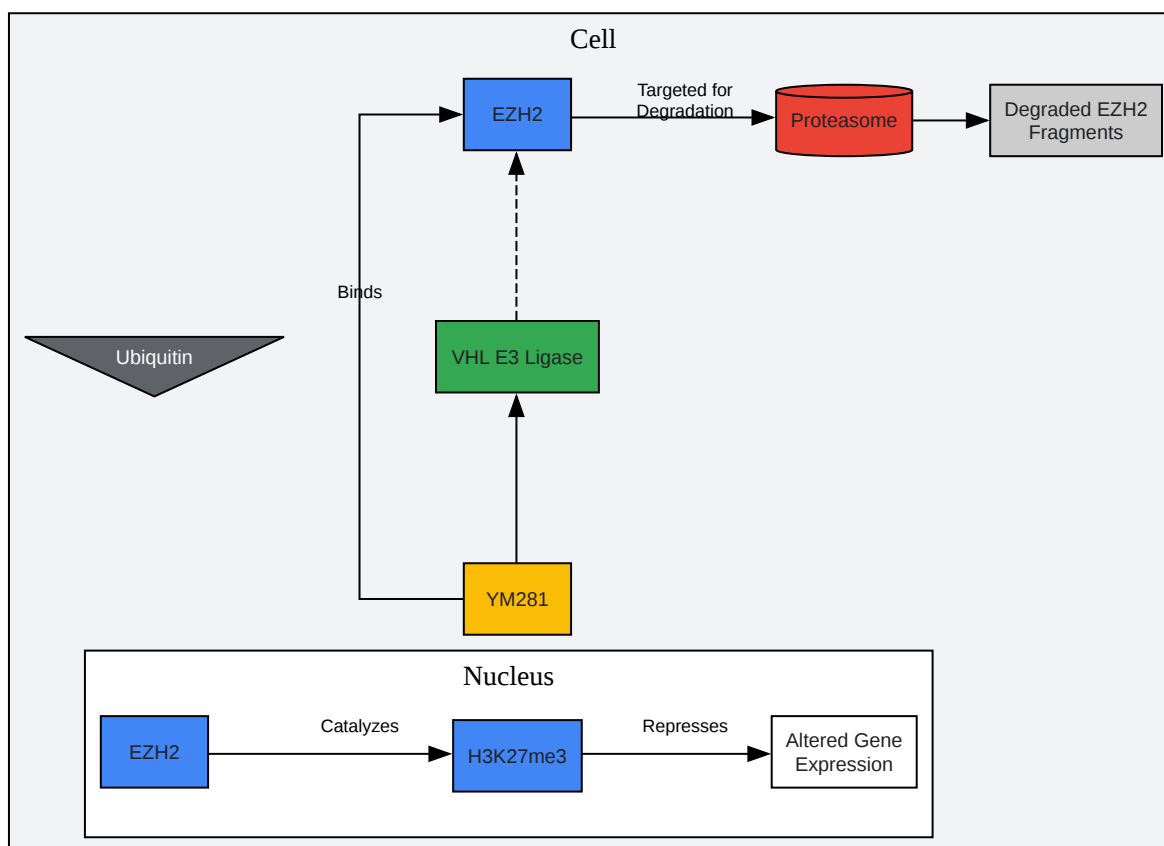 Cell
EZH2
Targeted for
Degradation
Proteasome
Degraded EZH2
Fragments
Binds
Ubiquitin
VHL E3 Ligase
YM281
Nucleus
EZH2
Catalyzes
H3K27me3
Represses
Altered Gene
Expression